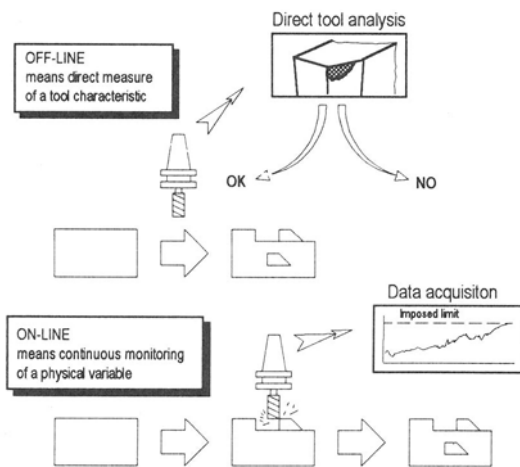 Direct tool analysis
OFF-LINE
means direct measure
of a tool characteristic
OK
NO
Data acquisiton
Imposed limit
ON-LINE
means continuous monitoring
of a physical variable